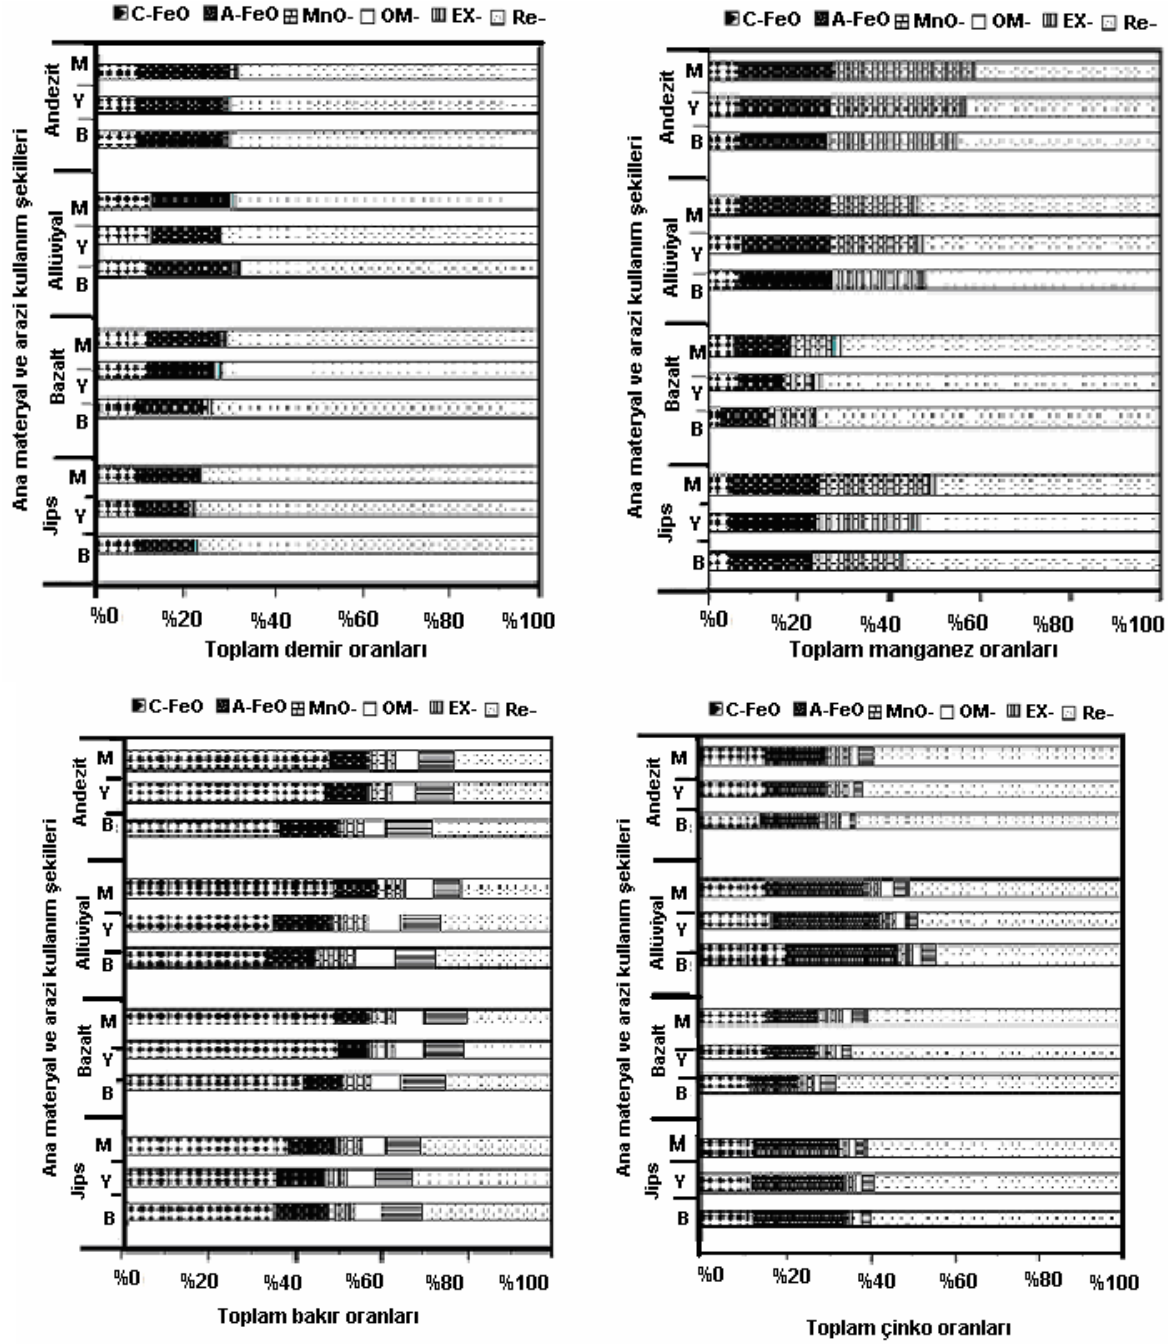 C-FeO A-FeO MnO- OM- EX- Re-
Ana materyal ve arazi kullanım şekilleri
Andezit
M
Y
B
Allüviyal
M
Y
B
Bazalt
M
Y
B
Jips
M
Y
B
%0 %20 %40 %60 %80 %100
Toplam demir oranları
C-FeO A-FeO MnO- OM- EX- Re-
Ana materyal ve arazi kullanım şekilleri
Andezit
M
Y
B
Allüviyal
M
Y
B
Bazalt
M
Y
B
Jips
M
Y
B
%0 %20 %40 %60 %80 %100
Toplam manganez oranları
C-FeO A-FeO MnO- OM- EX- Re-
Ana materyal ve arazi kullanım şekilleri
Andezit
M
Y
B
Allüviyal
M
Y
B
Bazalt
M
Y
B
Jips
M
Y
B
%0 %20 %40 %60 %80 %100
Toplam bakır oranları
C-FeO A-FeO MnO- OM- EX- Re-
Ana materyal ve arazi kullanım şekilleri
Andezit
M
Y
B
Allüviyal
M
Y
B
Bazalt
M
Y
B
Jips
M
Y
B
%0 %20 %40 %60 %80 %100
Toplam çinko oranları